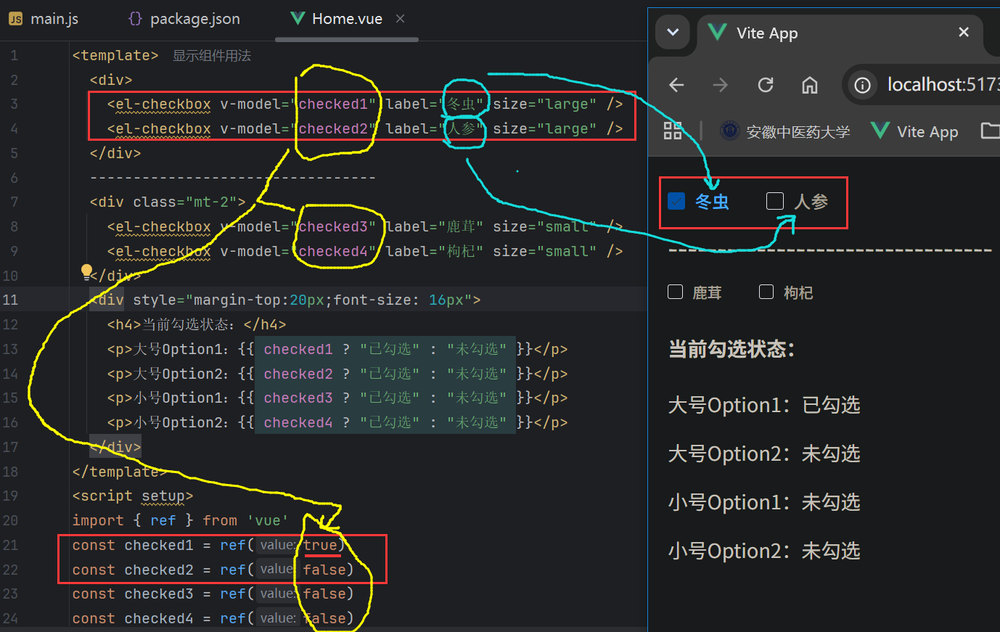 main.js package.json Home.vue
1 <template> 显示组件用法
2 <div>
3 <el-checkbox v-model="checked1" label="冬虫" size="large" />
4 <el-checkbox v-model="checked2" label="人参" size="large" />
5 </div>
6 ---------------------------------
7 <div class="mt-2">
8 <el-checkbox v-model="checked3" label="鹿茸" size="small" />
9 <el-checkbox v-model="checked4" label="枸杞" size="small" />
10 </div>
11 <div style="margin-top:20px;font-size: 16px">
12 <h4>当前勾选状态：</h4>
13 <p>大号Option1：{{ checked1 ? "已勾选" : "未勾选" }}</p>
14 <p>大号Option2：{{ checked2 ? "已勾选" : "未勾选" }}</p>
15 <p>小号Option1：{{ checked3 ? "已勾选" : "未勾选" }}</p>
16 <p>小号Option2：{{ checked4 ? "已勾选" : "未勾选" }}</p>
17 </div>
18 </template>
19 <script setup>
20 import { ref } from 'vue'
21 const checked1 = ref( value: true)
22 const checked2 = ref( value: false)
23 const checked3 = ref( value: false)
24 const checked4 = ref( value: false)
Vite App
localhost:5173
安徽中医药大学 Vite App
冬虫 人参
---------------------------------
鹿茸 枸杞
当前勾选状态：
大号Option1：已勾选
大号Option2：未勾选
小号Option1：未勾选
小号Option2：未勾选